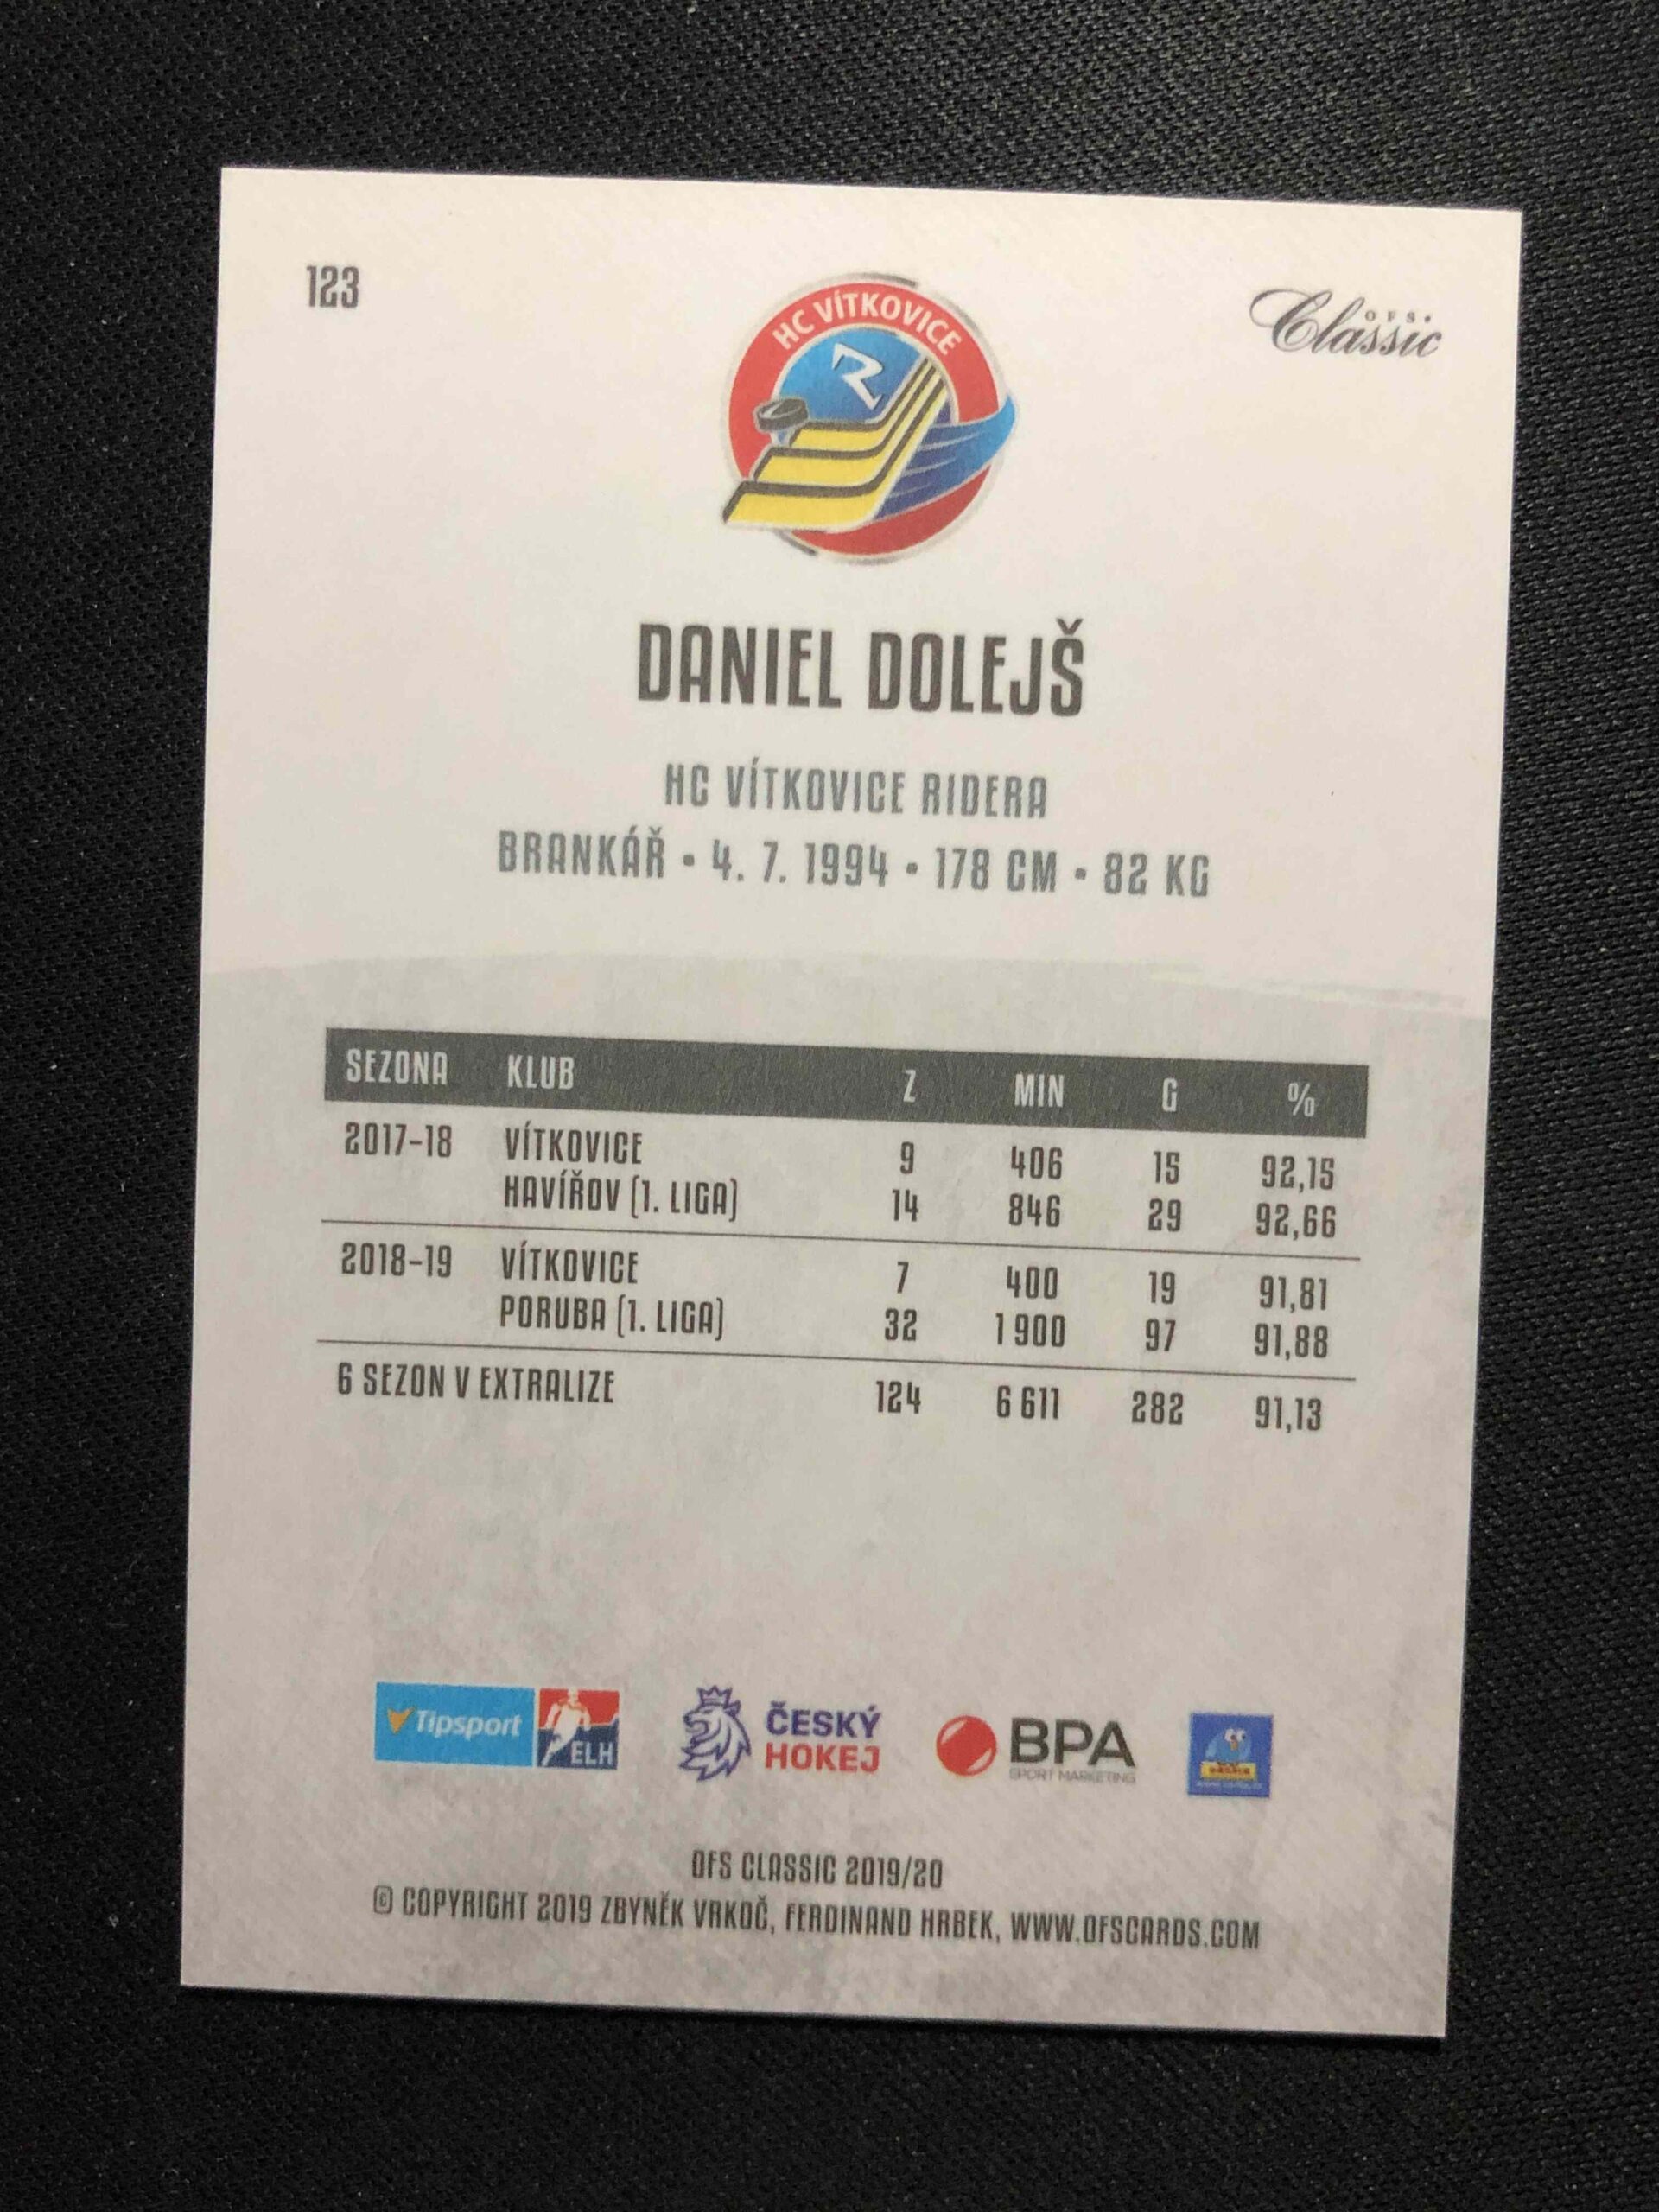 123
HC VÍTKOVICE
OFS
Classic
DANIEL DOLEJŠ
HC VÍTKOVICE RIDERA
BRANKÁŘ • 4. 7. 1994 • 178 CM • 82 KG
SEZONA KLUB Z MIN G %
2017-18 VÍTKOVICE 9 406 15 92,15
HAVÍŘOV (1. LIGA) 14 846 29 92,66
2018-19 VÍTKOVICE 7 400 19 91,81
PORUBA (1. LIGA) 32 1 900 97 91,88
6 SEZON V EXTRALIZE 124 6 611 282 91,13
Tipsport ELH
ČESKÝ
HOKEJ
BPA
SPORT MARKETING
OFS CLASSIC 2019/20
© COPYRIGHT 2019 ZBYNĚK VRKOČ, FERDINAND HRBEK, WWW.OFSCARDS.COM